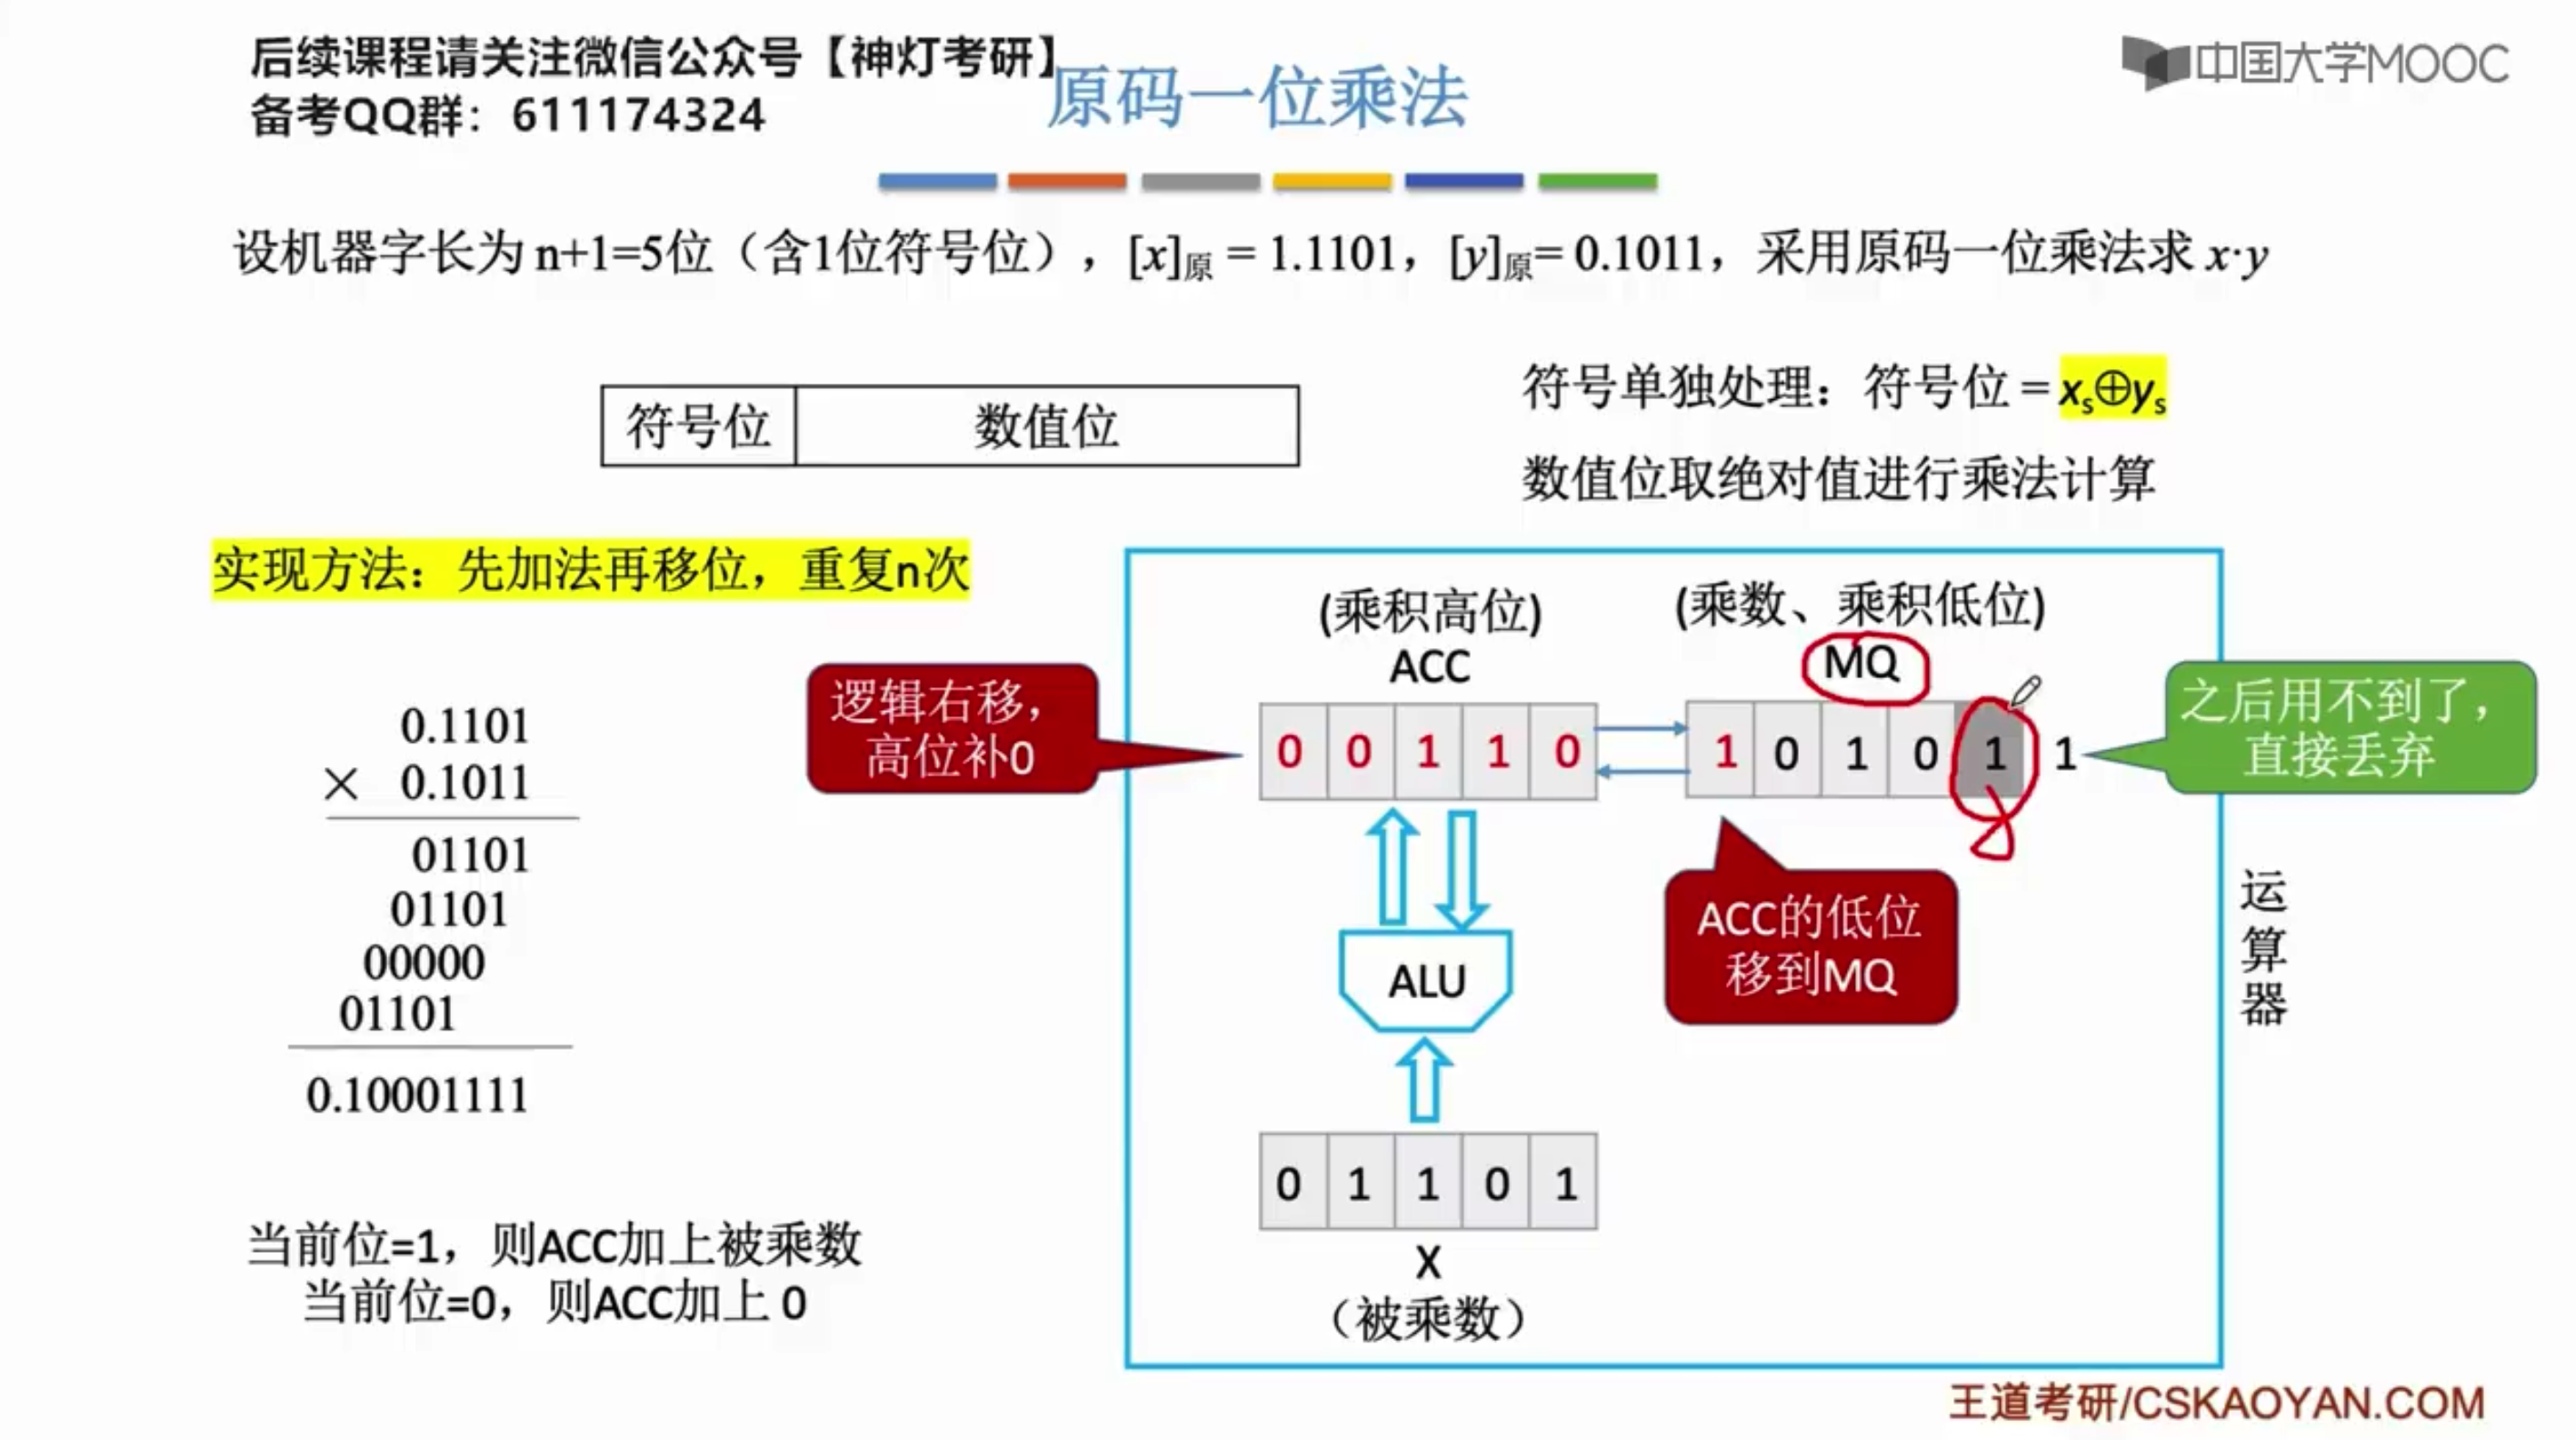 后续课程请关注微信公众号【神灯考研】
备考QQ群：611174324
原码一位乘法
中国大学MOOC
设机器字长为 n+1=5位（含1位符号位），[x]原 = 1.1101，[y]原= 0.1011，采用原码一位乘法求 x·y
符号位 数值位
符号单独处理：符号位 = xs⊕ys
数值位取绝对值进行乘法计算
实现方法：先加法再移位，重复n次
0.1101
× 0.1011
01101
01101
00000
01101
0.10001111
当前位=1，则ACC加上被乘数
当前位=0，则ACC加上 0
逻辑右移，
高位补0
(乘积高位)
ACC
0 0 1 1 0
(乘数、乘积低位)
MQ
1 0 1 0 1 1
之后用不到了，
直接丢弃
ACC的低位
移到MQ
ALU
0 1 1 0 1
X
（被乘数）
运算器
王道考研/CSKAOYAN.COM